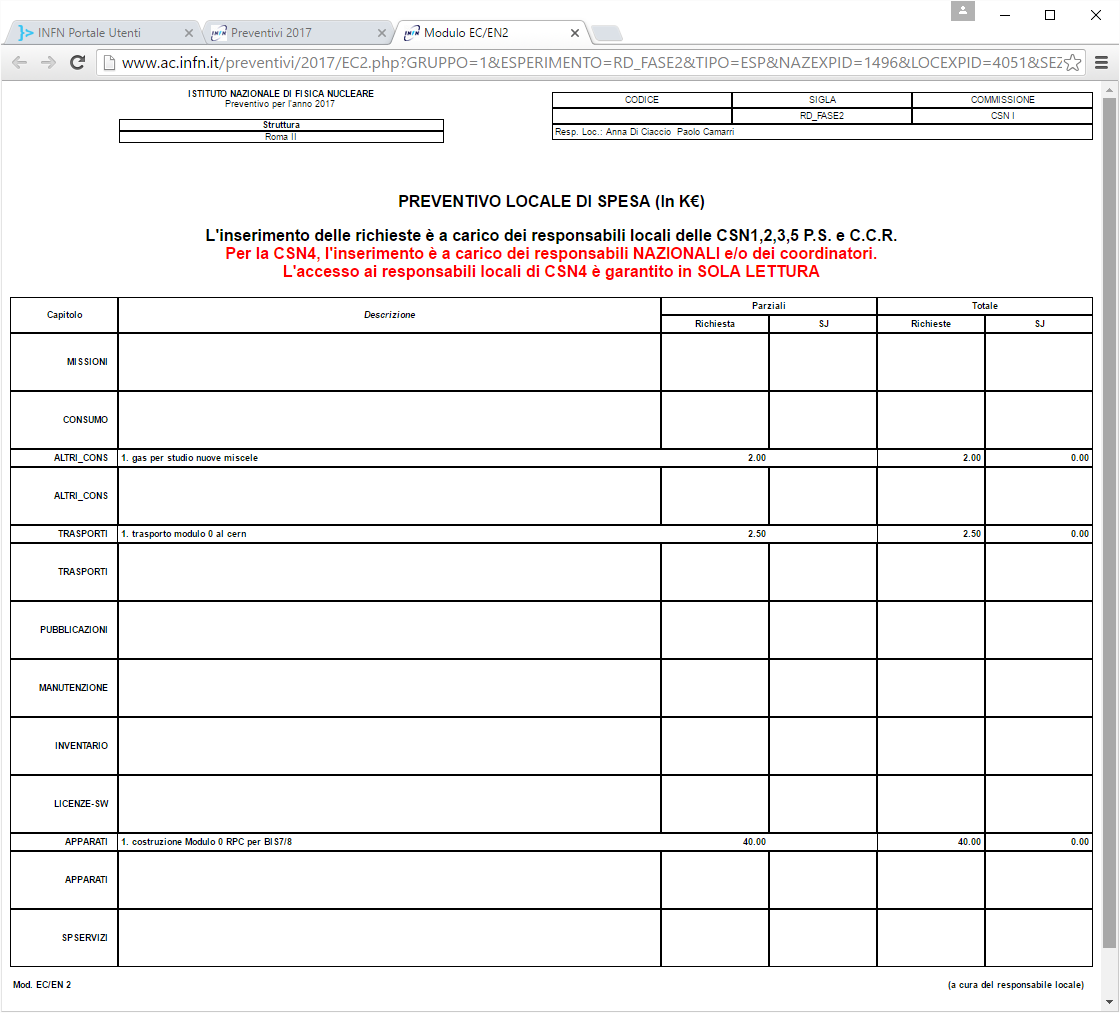 INFN Portale Utenti
Preventivi 2017
Modulo EC/EN2
www.ac.infn.it/preventivi/2017/EC2.php?GRUPPO=1&ESPERIMENTO=RD_FASE2&TIPO=ESP&NAZEXPID=1496&LOCEXPID=4051&SEZ
ISTITUTO NAZIONALE DI FISICA NUCLEARE
Preventivo per l'anno 2017
Struttura
Roma II
CODICE SIGLA COMMISSIONE
RD_FASE2 CSN I
Resp. Loc.: Anna Di Ciaccio Paolo Camarri
PREVENTIVO LOCALE DI SPESA (In K€)
L'inserimento delle richieste è a carico dei responsabili locali delle CSN1,2,3,5 P.S. e C.C.R.
Per la CSN4, l'inserimento è a carico dei responsabili NAZIONALI e/o dei coordinatori.
L'accesso ai responsabili locali di CSN4 è garantito in SOLA LETTURA
Capitolo Descrizione Parziali Totale
Richiesta SJ Richieste SJ
MISSIONI
CONSUMO
ALTRI_CONS 1. gas per studio nuove miscele 2.00 2.00 0.00
ALTRI_CONS
TRASPORTI 1. trasporto modulo 0 al cern 2.50 2.50 0.00
TRASPORTI
PUBBLICAZIONI
MANUTENZIONE
INVENTARIO
LICENZE-SW
APPARATI 1. costruzione Modulo 0 RPC per BIS7/8 40.00 40.00 0.00
APPARATI
SPSERVIZI
Mod. EC/EN 2 (a cura del responsabile locale)